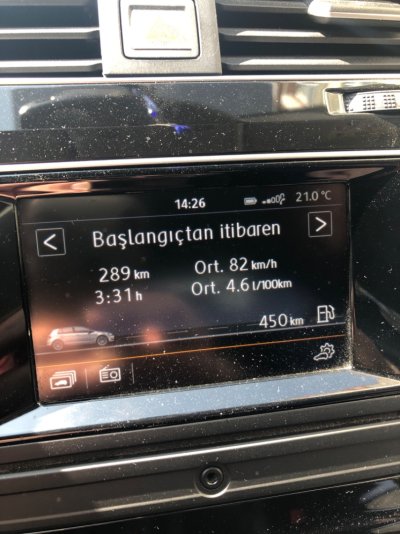 14:26 21.0 °C
< Başlangıçtan itibaren >
289 km Ort. 82 km/h
3:31 h Ort. 4.6 l/100km
450 km